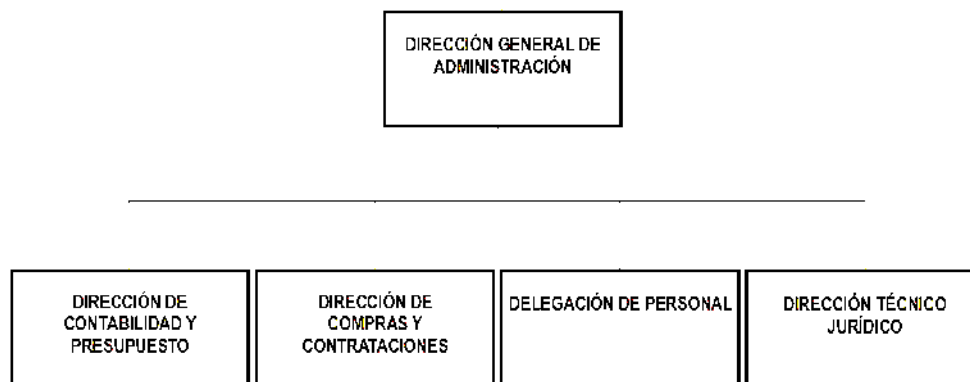 DIRECCIÓN GENERAL DE
ADMINISTRACIÓN
DIRECCIÓN DE
CONTABILIDAD Y
PRESUPUESTO
DIRECCIÓN DE
COMPRAS Y
CONTRATACIONES
DELEGACIÓN DE PERSONAL
DIRECCIÓN TÉCNICO
JURÍDICO